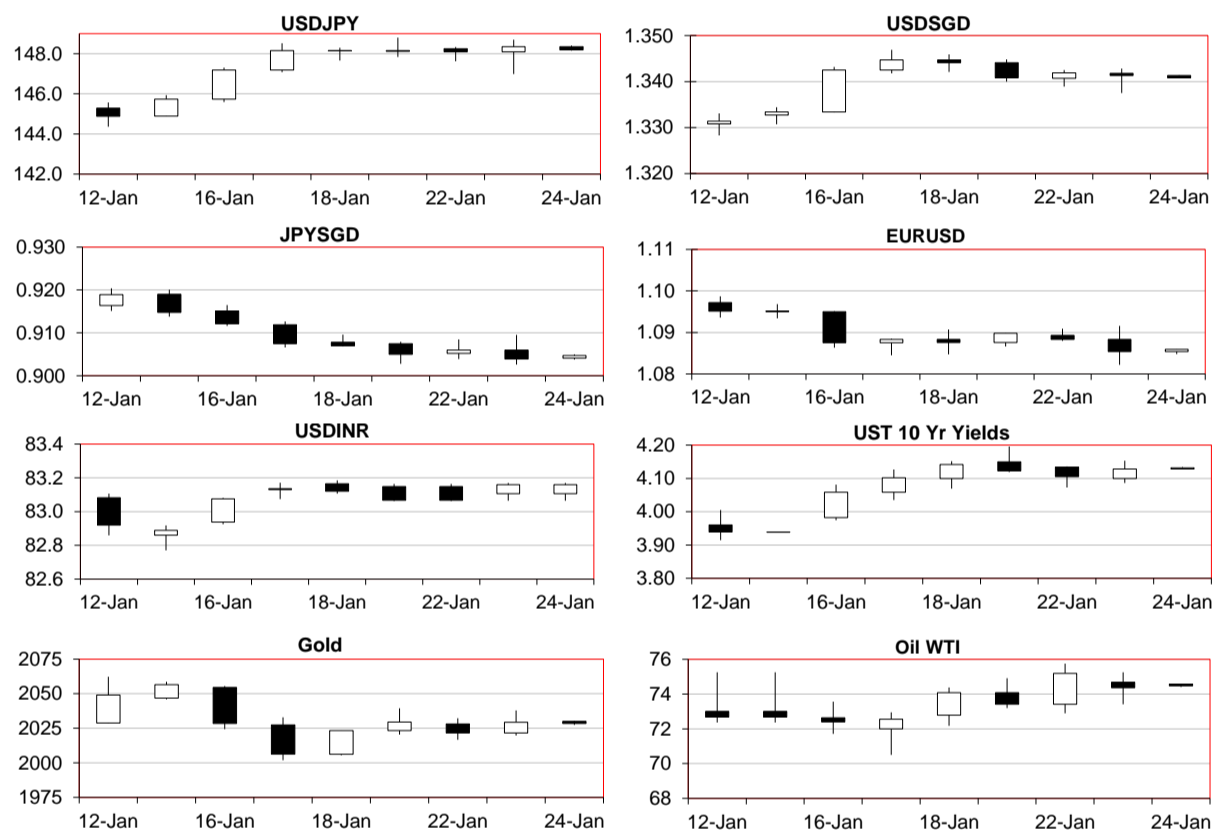 USDJPY
148.0
146.0
144.0
142.0
12-Jan 16-Jan 18-Jan 22-Jan 24-Jan
USDSGD
1.350
1.340
1.330
1.320
12-Jan 16-Jan 18-Jan 22-Jan 24-Jan
JPYSGD
0.930
0.920
0.910
0.900
12-Jan 16-Jan 18-Jan 22-Jan 24-Jan
EURUSD
1.11
1.10
1.09
1.08
12-Jan 16-Jan 18-Jan 22-Jan 24-Jan
USDINR
83.4
83.2
83.0
82.8
82.6
12-Jan 16-Jan 18-Jan 22-Jan 24-Jan
UST 10 Yr Yields
4.20
4.10
4.00
3.90
3.80
12-Jan 16-Jan 18-Jan 22-Jan 24-Jan
Gold
2075
2050
2025
2000
1975
12-Jan 16-Jan 18-Jan 22-Jan 24-Jan
Oil WTI
76
74
72
70
68
12-Jan 16-Jan 18-Jan 22-Jan 24-Jan